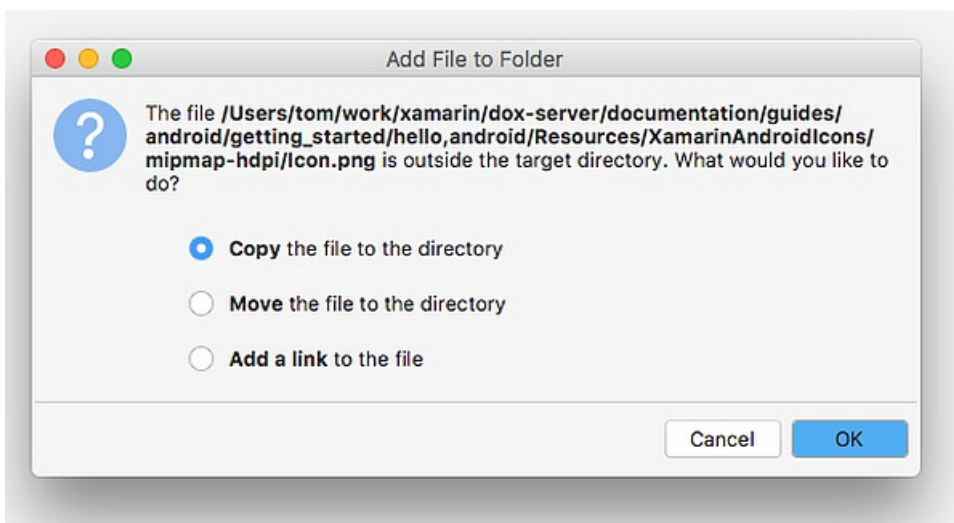 Add File to Folder
The file /Users/tom/work/xamarin/dox-server/documentation/guides/
android/getting_started/hello,android/Resources/XamarinAndroidIcons/
mipmap-hdpi/Icon.png is outside the target directory. What would you like to
do?
Copy the file to the directory
Move the file to the directory
Add a link to the file
Cancel OK